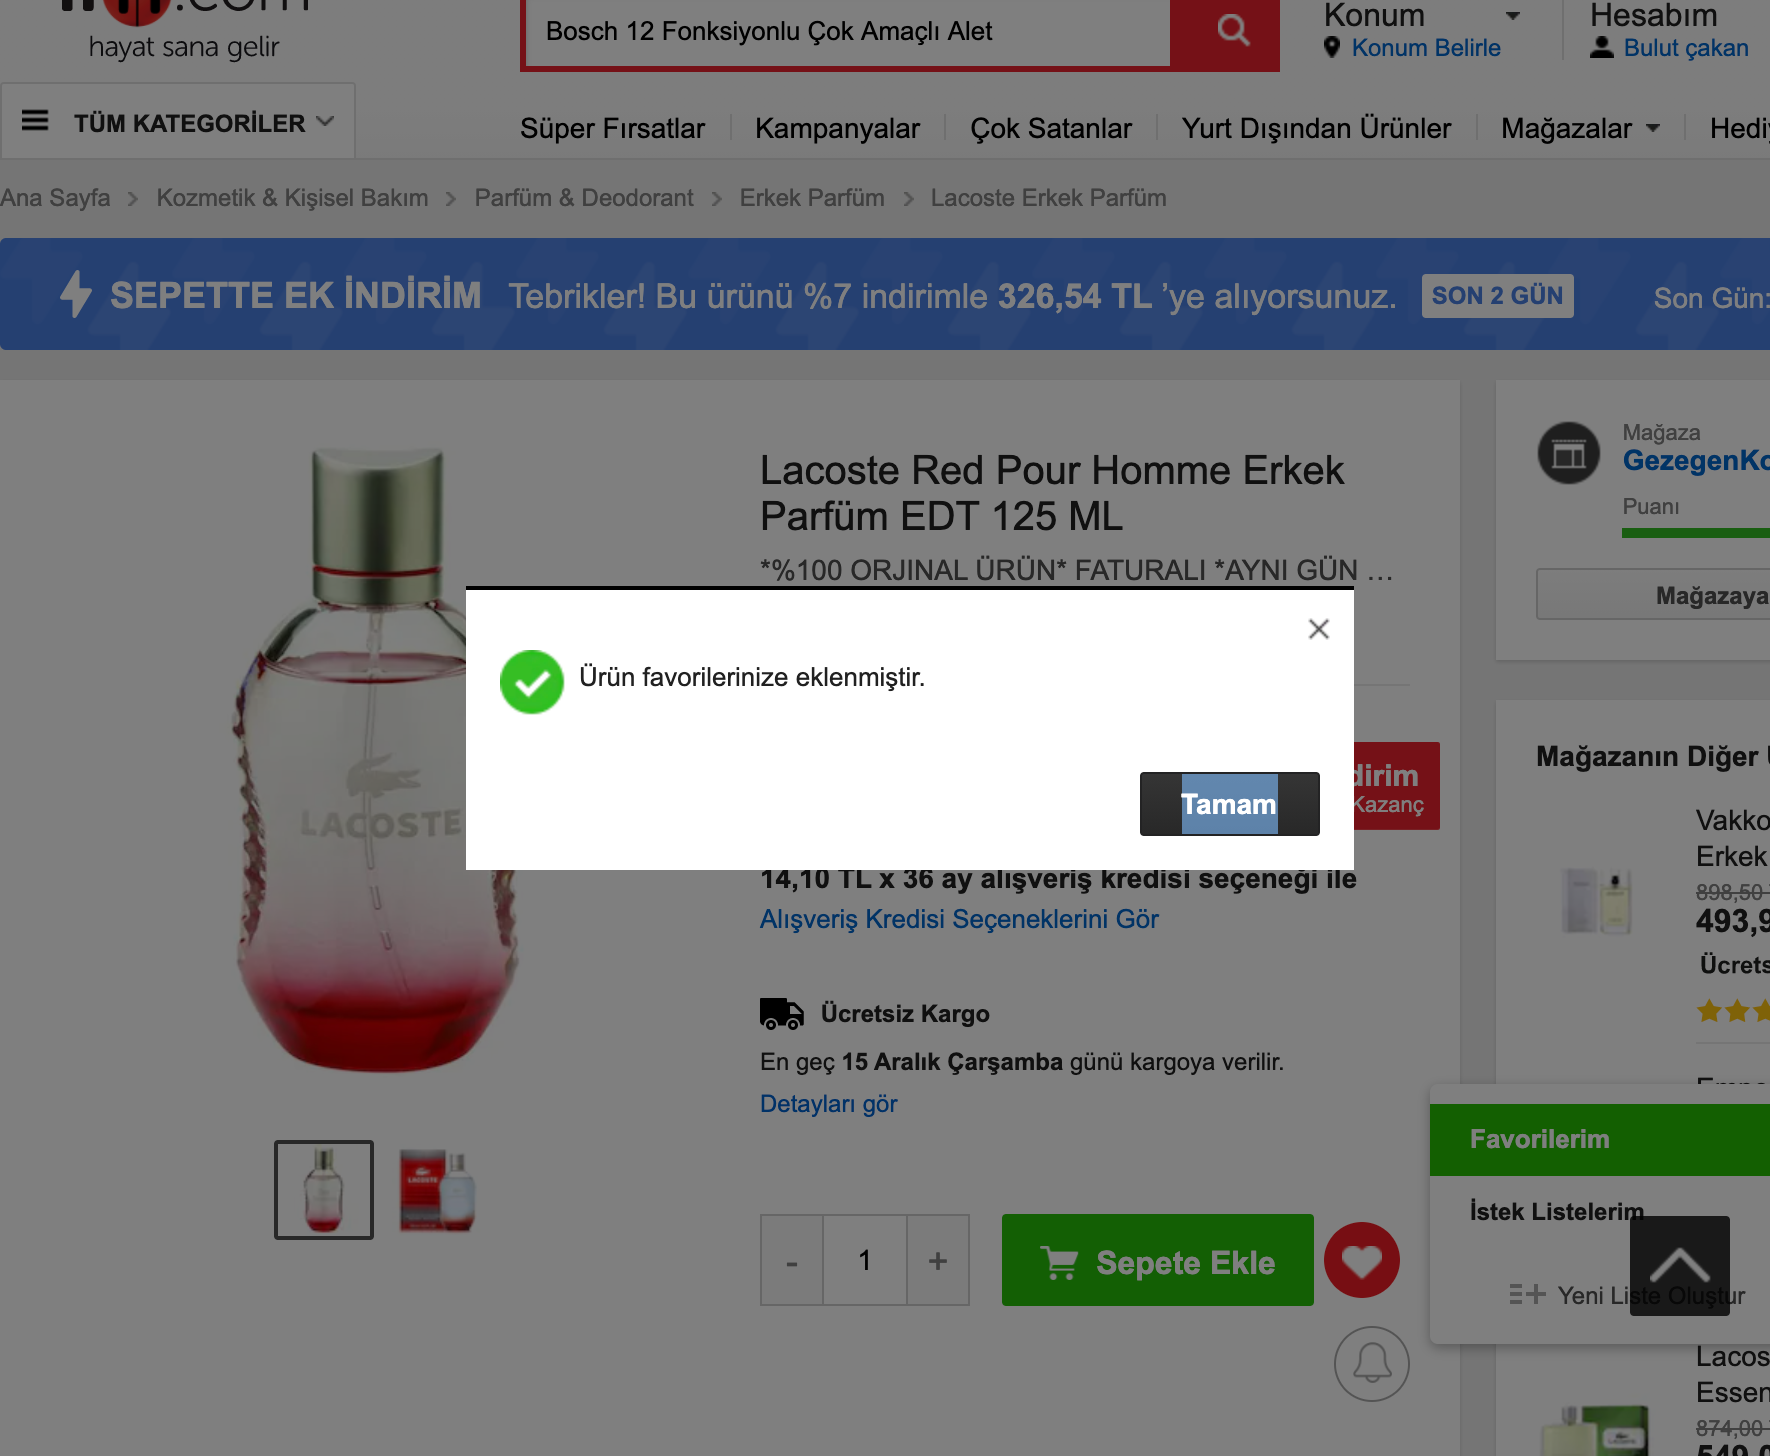 .com
hayat sana gelir
Bosch 12 Fonksiyonlu Çok Amaçlı Alet
Konum
Konum Belirle
Hesabım
Bulut çakan
TÜM KATEGORİLER
Süper Fırsatlar
Kampanyalar
Çok Satanlar
Yurt Dışından Ürünler
Mağazalar
Ana Sayfa > Kozmetik & Kişisel Bakım > Parfüm & Deodorant > Erkek Parfüm > Lacoste Erkek Parfüm
SEPETTE EK İNDİRİM Tebrikler! Bu ürünü %7 indirimle 326,54 TL 'ye alıyorsunuz. SON 2 GÜN Son Gün:
LACOSTE
Lacoste Red Pour Homme Erkek
Parfüm EDT 125 ML
*%100 ORJINAL ÜRÜN* FATURALI *AYNI GÜN ...
Ürün favorilerinize eklenmiştir.
Tamam
dirim
Kazanç
14,10 TL x 36 ay alışveriş kredisi seçeneği ile
Alışveriş Kredisi Seçeneklerini Gör
Ücretsiz Kargo
En geç 15 Aralık Çarşamba günü kargoya verilir.
Detayları gör
- 1 +
Sepete Ekle
Mağaza
GezegenKo
Puanı
Mağazaya
Mağazanın Diğer
Vakko
Erkek
898,50
493,9
Ücrets
Favorilerim
İstek Listelerim
Yeni Liste Oluştur
Lacos
Essen
874,00